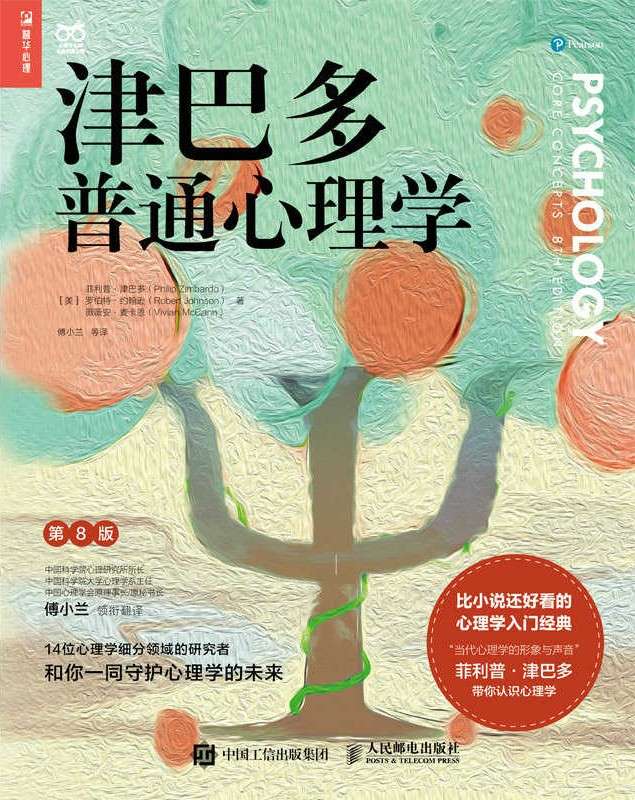 普华心理
Pearson
津巴多
普通心理学
PSYCHOLOGY
CORE CONCEPTS 8TH EDITION
菲利普·津巴多（Philip Zimbardo）
[美] 罗伯特·约翰逊（Robert Johnson） 著
薇薇安·麦卡恩（Vivian McCann）
傅小兰 等译
第8版
中国科学院心理研究所所长
中国科学院大学心理学系主任
中国心理学会原理事长/原秘书长
傅小兰 领衔翻译
14位心理学细分领域的研究者
和你一同守护心理学的未来
比小说还好看的
心理学入门经典
“当代心理学的形象与声音”
菲利普·津巴多
带你认识心理学
中国工信出版集团
人民邮电出版社
POSTS & TELECOM PRESS